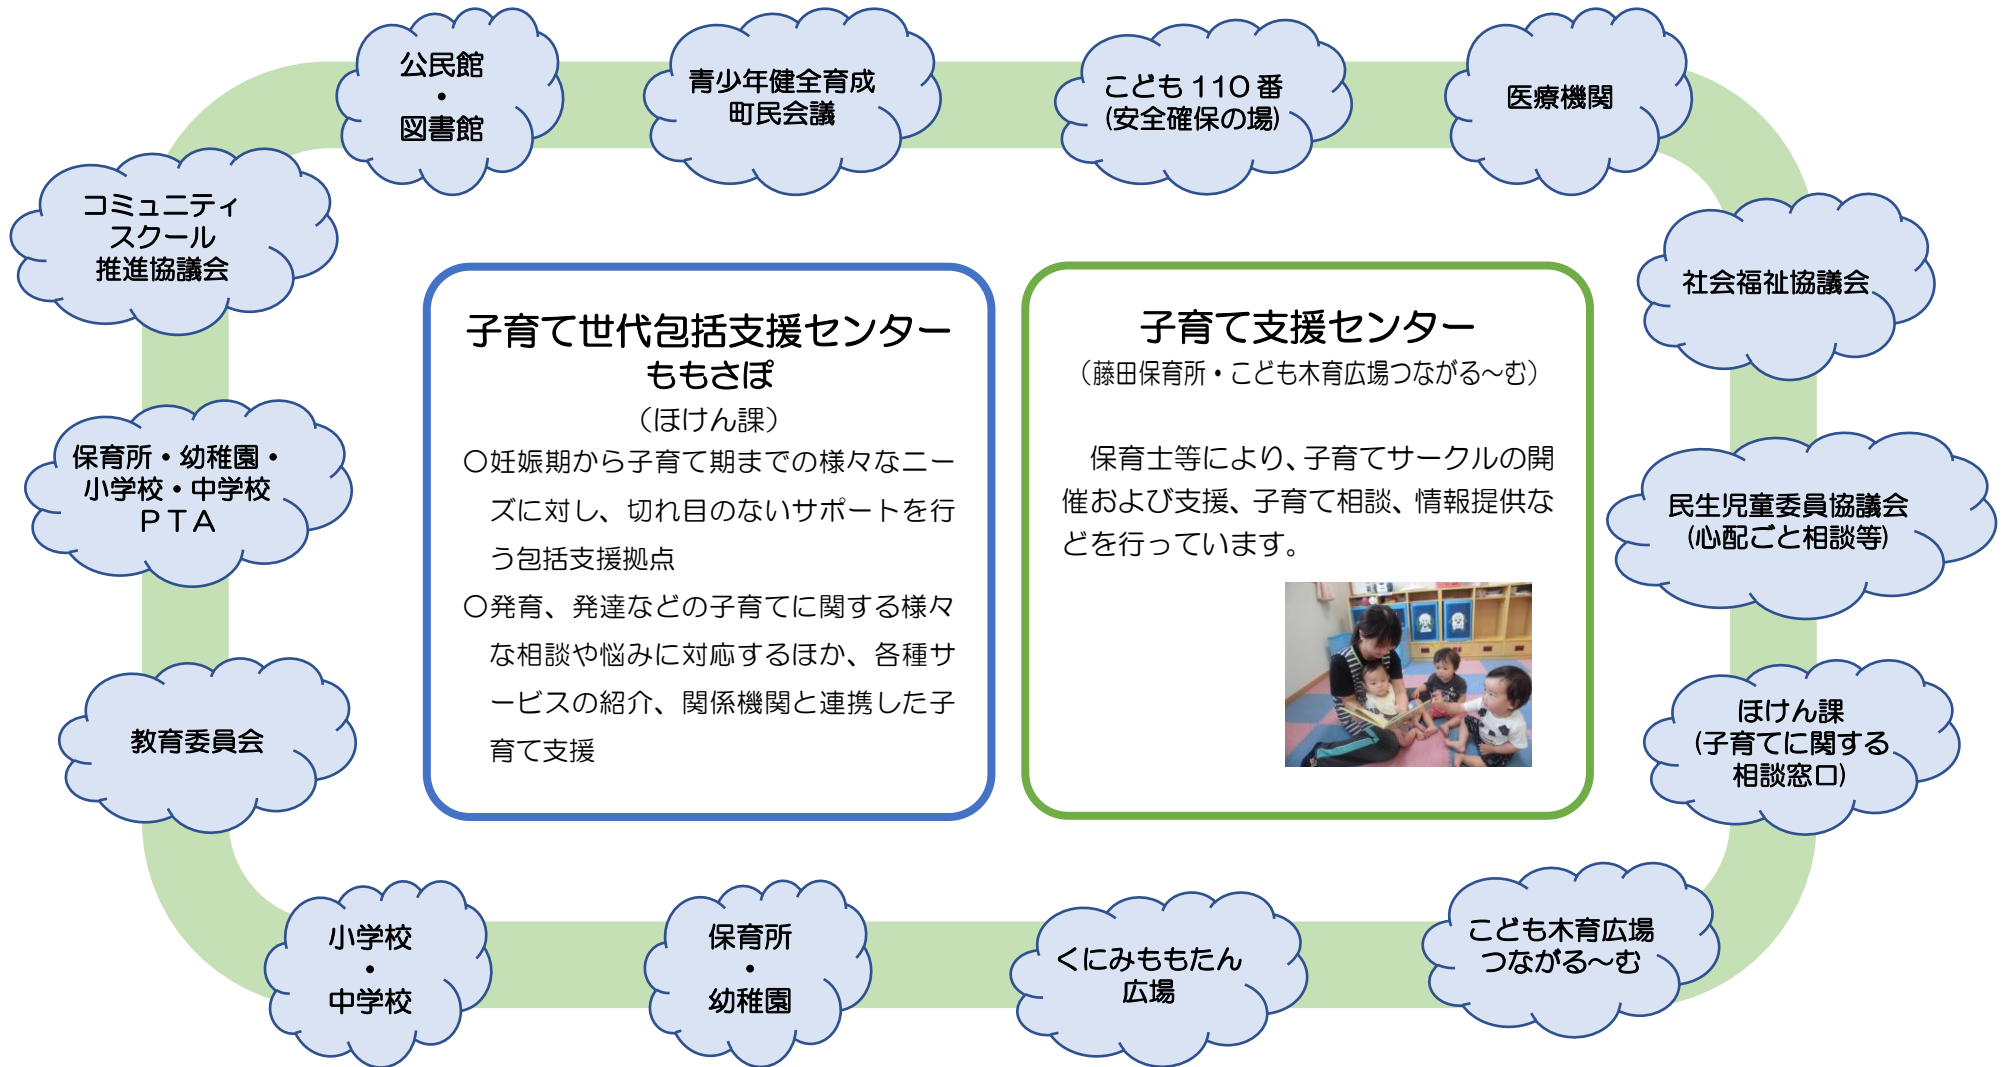 公民館
・
図書館
青少年健全育成
町民会議
こども110番
(安全確保の場)
医療機関
コミュニティ
スクール
推進協議会
社会福祉協議会
保育所・幼稚園・
小学校・中学校
PTA
民生児童委員協議会
(心配ごと相談等)
教育委員会
ほけん課
(子育てに関する
相談窓口)
小学校
・
中学校
保育所
・
幼稚園
くにみももたん
広場
こども木育広場
つながる～む
子育て世代包括支援センター
ももさぽ
（ほけん課）
○妊娠期から子育て期までの様々なニー
ズに対し、切れ目のないサポートを行
う包括支援拠点
○発育、発達などの子育てに関する様々
な相談や悩みに対応するほか、各種サ
ービスの紹介、関係機関と連携した子
育て支援
子育て支援センター
（藤田保育所・こども木育広場つながる～む）
保育士等により、子育てサークルの開
催および支援、子育て相談、情報提供な
どを行っています。